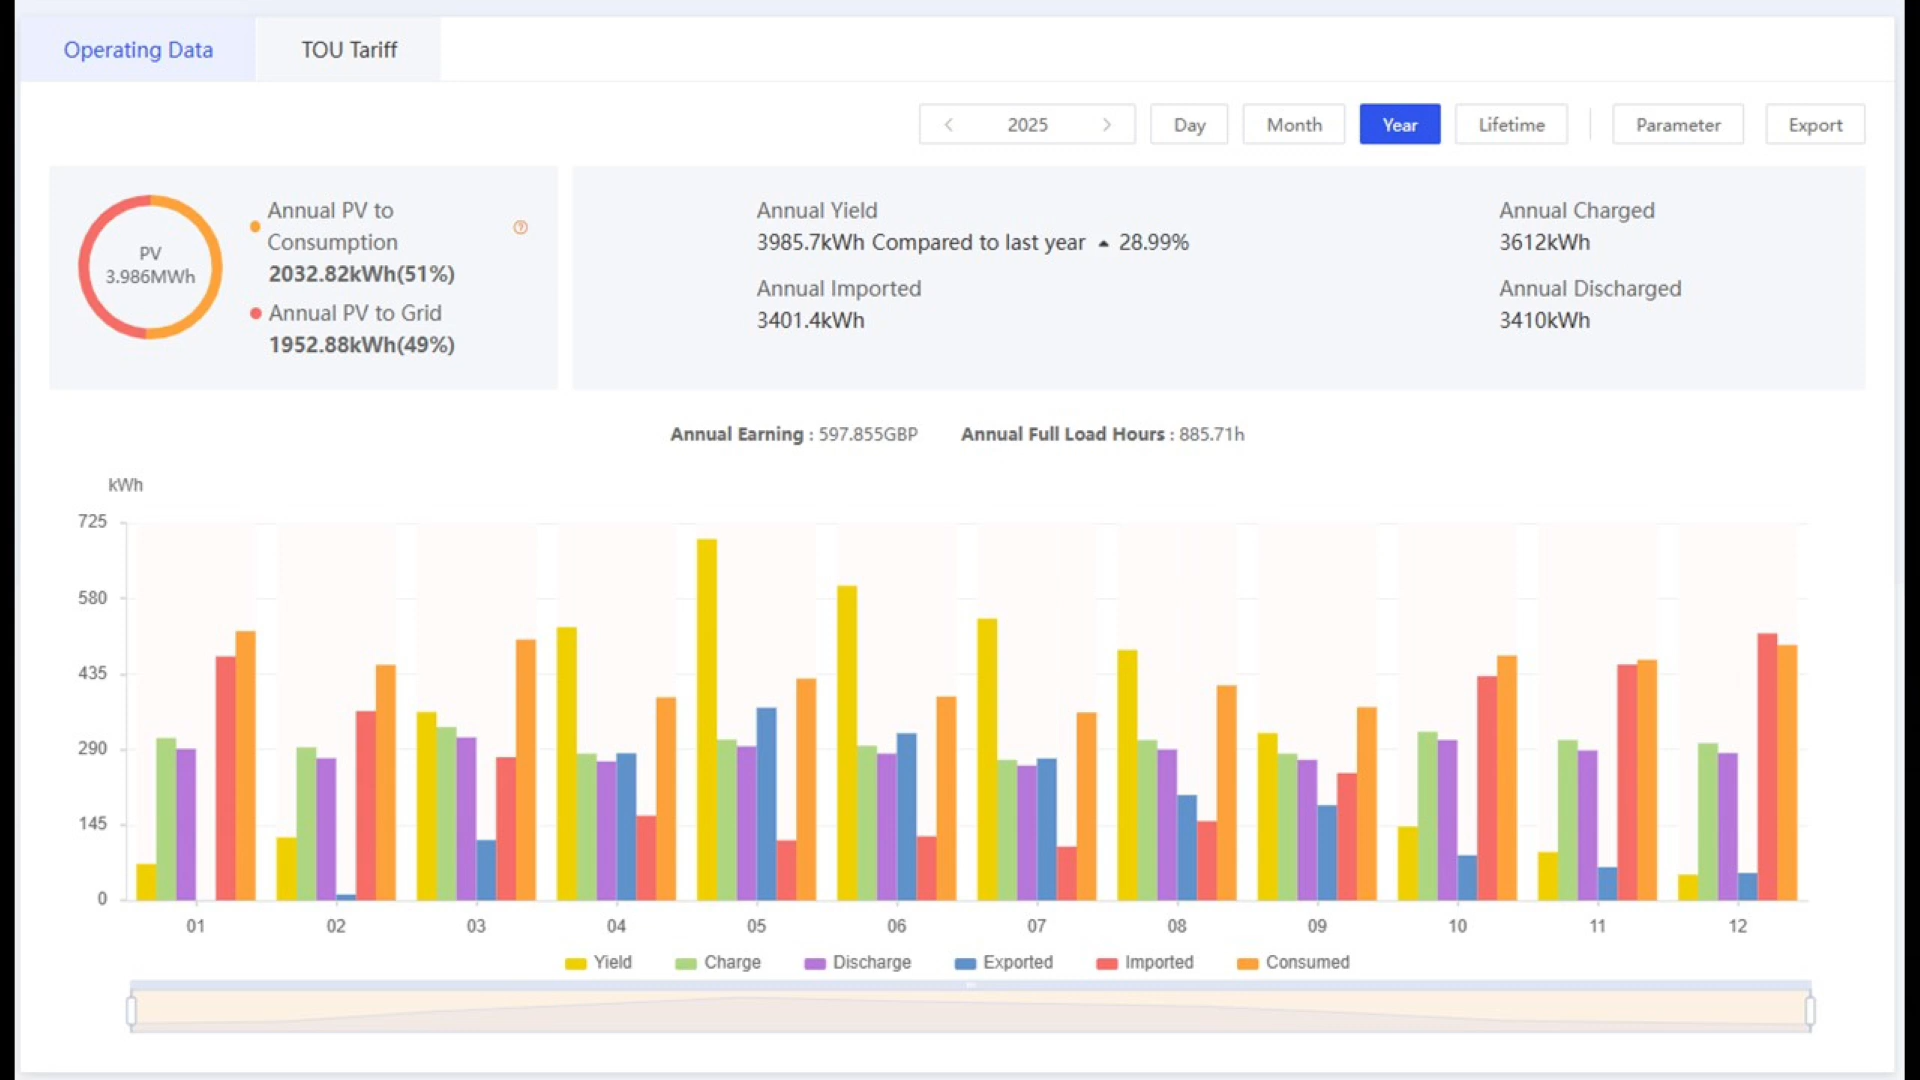 Operating Data
TOU Tariff
2025
Day
Month
Year
Lifetime
Parameter
Export
PV
3.986MWh
Annual PV to
Consumption
2032.82kWh(51%)
Annual PV to Grid
1952.88kWh(49%)
Annual Yield
3985.7kWh Compared to last year ▲ 28.99%
Annual Imported
3401.4kWh
Annual Charged
3612kWh
Annual Discharged
3410kWh
Annual Earning : 597.855GBP
Annual Full Load Hours : 885.71h
kWh
725
580
435
290
145
0
01
02
03
04
05
06
07
08
09
10
11
12
Yield
Charge
Discharge
Exported
Imported
Consumed